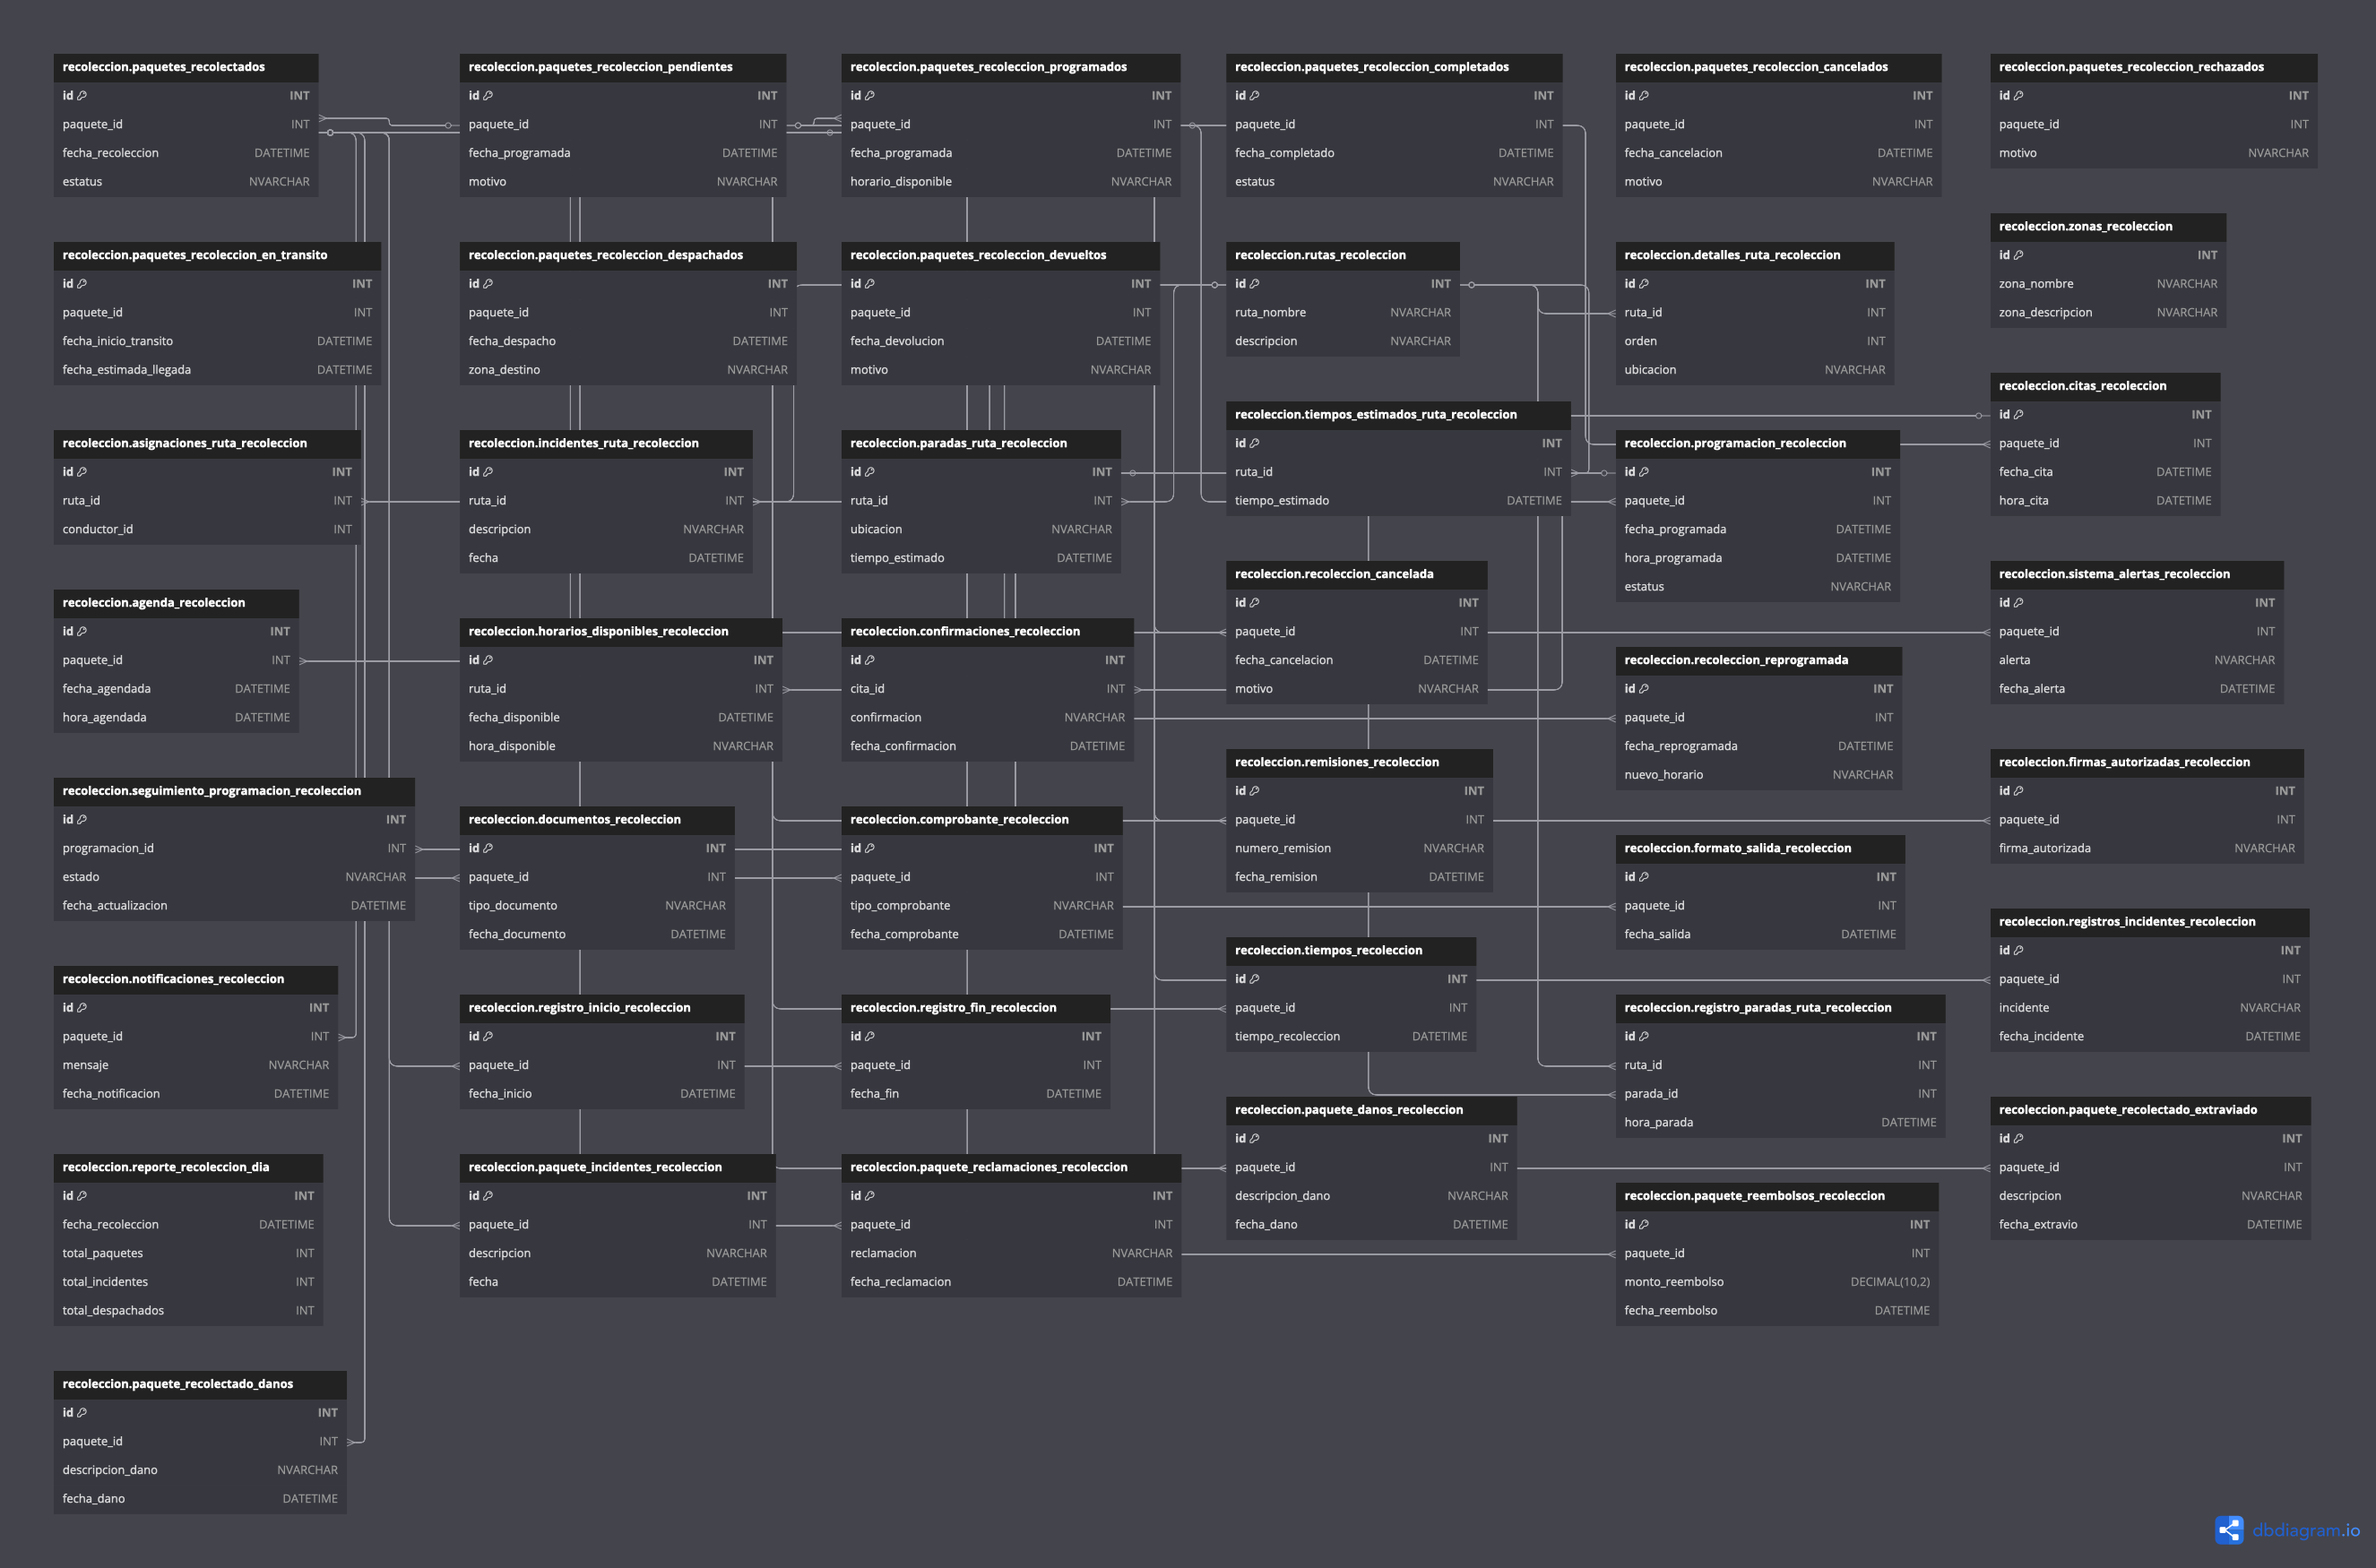 recoleccion.paquetes_recolectados
id INT
paquete_id INT
fecha_recoleccion DATETIME
estatus NVARCHAR
recoleccion.paquetes_recoleccion_pendientes
id INT
paquete_id INT
fecha_programada DATETIME
motivo NVARCHAR
recoleccion.paquetes_recoleccion_programados
id INT
paquete_id INT
fecha_programada DATETIME
horario_disponible NVARCHAR
recoleccion.paquetes_recoleccion_completados
id INT
paquete_id INT
fecha_completado DATETIME
estatus NVARCHAR
recoleccion.paquetes_recoleccion_cancelados
id INT
paquete_id INT
fecha_cancelacion DATETIME
motivo NVARCHAR
recoleccion.paquetes_recoleccion_rechazados
id INT
paquete_id INT
motivo NVARCHAR
recoleccion.paquetes_recoleccion_en_transito
id INT
paquete_id INT
fecha_inicio_transito DATETIME
fecha_estimada_llegada DATETIME
recoleccion.paquetes_recoleccion_despachados
id INT
paquete_id INT
fecha_despacho DATETIME
zona_destino NVARCHAR
recoleccion.paquetes_recoleccion_devueltos
id INT
paquete_id INT
fecha_devolucion DATETIME
motivo NVARCHAR
recoleccion.rutas_recoleccion
id INT
ruta_nombre NVARCHAR
descripcion NVARCHAR
recoleccion.detalles_ruta_recoleccion
id INT
ruta_id INT
orden INT
ubicacion NVARCHAR
recoleccion.zonas_recoleccion
id INT
zona_nombre NVARCHAR
zona_descripcion NVARCHAR
recoleccion.asignaciones_ruta_recoleccion
id INT
ruta_id INT
conductor_id INT
recoleccion.incidentes_ruta_recoleccion
id INT
ruta_id INT
descripcion NVARCHAR
fecha DATETIME
recoleccion.paradas_ruta_recoleccion
id INT
ruta_id INT
ubicacion NVARCHAR
tiempo_estimado DATETIME
recoleccion.tiempos_estimados_ruta_recoleccion
id INT
ruta_id INT
tiempo_estimado DATETIME
recoleccion.programacion_recoleccion
id INT
paquete_id INT
fecha_programada DATETIME
hora_programada DATETIME
estatus NVARCHAR
recoleccion.citas_recoleccion
id INT
paquete_id INT
fecha_cita DATETIME
hora_cita DATETIME
recoleccion.agenda_recoleccion
id INT
paquete_id INT
fecha_agendada DATETIME
hora_agendada DATETIME
recoleccion.horarios_disponibles_recoleccion
id INT
ruta_id INT
fecha_disponible DATETIME
hora_disponible NVARCHAR
recoleccion.confirmaciones_recoleccion
id INT
cita_id INT
confirmacion NVARCHAR
fecha_confirmacion DATETIME
recoleccion.recoleccion_cancelada
id INT
paquete_id INT
fecha_cancelacion DATETIME
motivo NVARCHAR
recoleccion.recoleccion_reprogramada
id INT
paquete_id INT
fecha_reprogramada DATETIME
nuevo_horario NVARCHAR
recoleccion.sistema_alertas_recoleccion
id INT
paquete_id INT
alerta NVARCHAR
fecha_alerta DATETIME
recoleccion.seguimiento_programacion_recoleccion
id INT
programacion_id INT
estado NVARCHAR
fecha_actualizacion DATETIME
recoleccion.documentos_recoleccion
id INT
paquete_id INT
tipo_documento NVARCHAR
fecha_documento DATETIME
recoleccion.comprobante_recoleccion
id INT
paquete_id INT
tipo_comprobante NVARCHAR
fecha_comprobante DATETIME
recoleccion.remisiones_recoleccion
id INT
paquete_id INT
numero_remision NVARCHAR
fecha_remision DATETIME
recoleccion.formato_salida_recoleccion
id INT
paquete_id INT
fecha_salida DATETIME
recoleccion.firmas_autorizadas_recoleccion
id INT
paquete_id INT
firma_autorizada NVARCHAR
recoleccion.notificaciones_recoleccion
id INT
paquete_id INT
mensaje NVARCHAR
fecha_notificacion DATETIME
recoleccion.registro_inicio_recoleccion
id INT
paquete_id INT
fecha_inicio DATETIME
recoleccion.registro_fin_recoleccion
id INT
paquete_id INT
fecha_fin DATETIME
recoleccion.tiempos_recoleccion
id INT
paquete_id INT
tiempo_recoleccion DATETIME
recoleccion.registro_paradas_ruta_recoleccion
id INT
ruta_id INT
parada_id INT
hora_parada DATETIME
recoleccion.registros_incidentes_recoleccion
id INT
paquete_id INT
incidente NVARCHAR
fecha_incidente DATETIME
recoleccion.reporte_recoleccion_dia
id INT
fecha_recoleccion DATETIME
total_paquetes INT
total_incidentes INT
total_despachados INT
recoleccion.paquete_incidentes_recoleccion
id INT
paquete_id INT
descripcion NVARCHAR
fecha DATETIME
recoleccion.paquete_reclamaciones_recoleccion
id INT
paquete_id INT
reclamacion NVARCHAR
fecha_reclamacion DATETIME
recoleccion.paquete_danos_recoleccion
id INT
paquete_id INT
descripcion_dano NVARCHAR
fecha_dano DATETIME
recoleccion.paquete_reembolsos_recoleccion
id INT
paquete_id INT
monto_reembolso DECIMAL(10,2)
fecha_reembolso DATETIME
recoleccion.paquete_recolectado_extraviado
id INT
paquete_id INT
descripcion NVARCHAR
fecha_extravio DATETIME
recoleccion.paquete_recolectado_danos
id INT
paquete_id INT
descripcion_dano NVARCHAR
fecha_dano DATETIME
dbdiagram.io